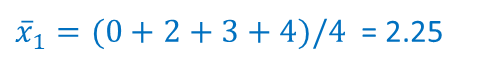 x̄₁ = (0 + 2 + 3 + 4)/4 = 2.25